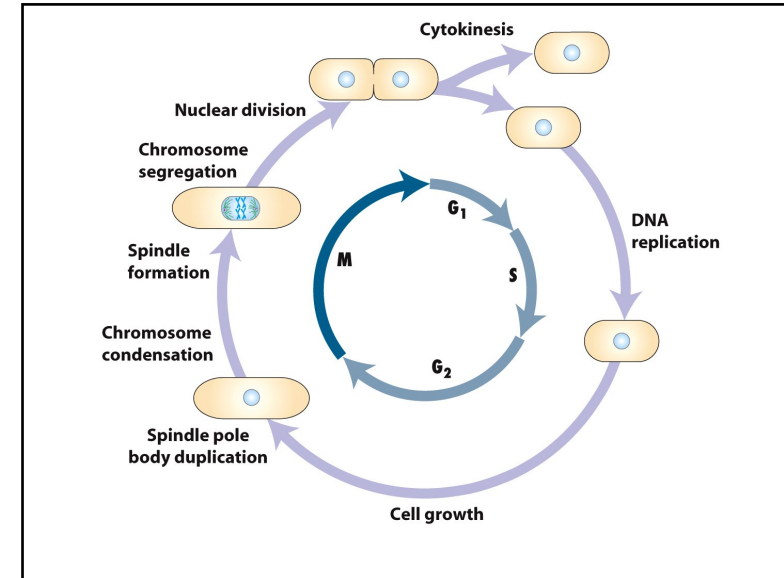 Cytokinesis
Nuclear division
Chromosome
segregation
G1
DNA
replication
Spindle
formation
M
S
Chromosome
condensation
G2
Spindle pole
body duplication
Cell growth